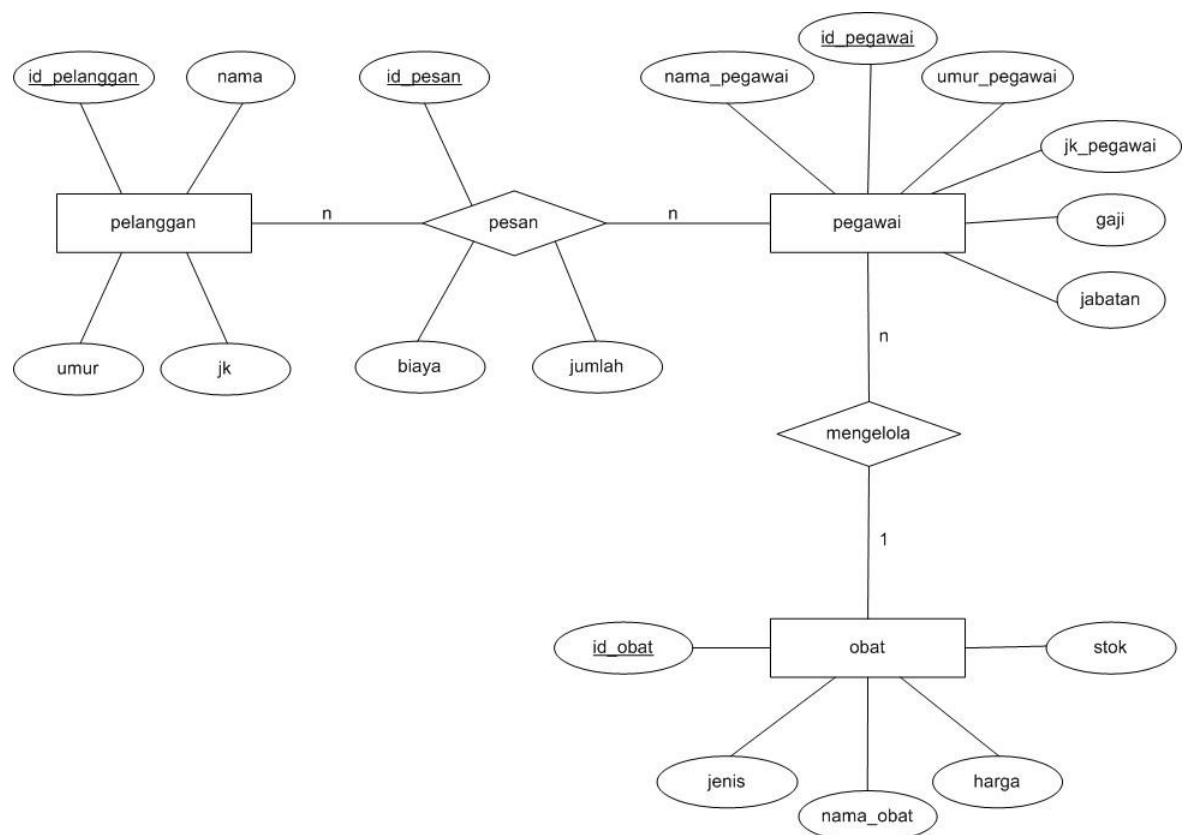 id_pegawai
id_pelanggan
nama
id_pesan
nama_pegawai
umur_pegawai
jk_pegawai
pelanggan
n
pesan
n
pegawai
gaji
jabatan
umur
jk
biaya
jumlah
n
mengelola
1
id_obat
obat
stok
jenis
nama_obat
harga